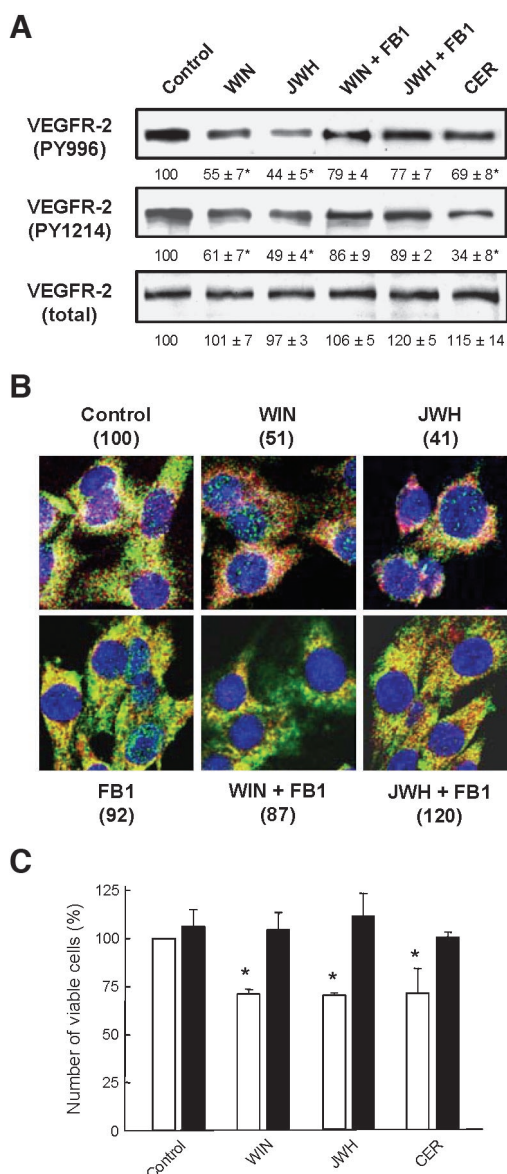 A
Control WIN JWH WIN + FB1 JWH + FB1 CER
VEGFR-2
(PY996)
100 55 ± 7* 44 ± 5* 79 ± 4 77 ± 7 69 ± 8*
VEGFR-2
(PY1214)
100 61 ± 7* 49 ± 4* 86 ± 9 89 ± 2 34 ± 8*
VEGFR-2
(total)
100 101 ± 7 97 ± 3 106 ± 5 120 ± 5 115 ± 14
B
Control WIN JWH
(100) (51) (41)
FB1 WIN + FB1 JWH + FB1
(92) (87) (120)
C
Number of viable cells (%)
125
100
75
50
25
0
* * *
Control WIN JWH CER